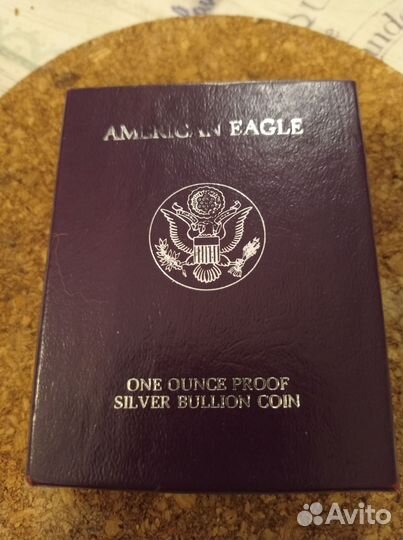 AMERICAN EAGLE
ONE OUNCE PROOF
SILVER BULLION COIN
Avito